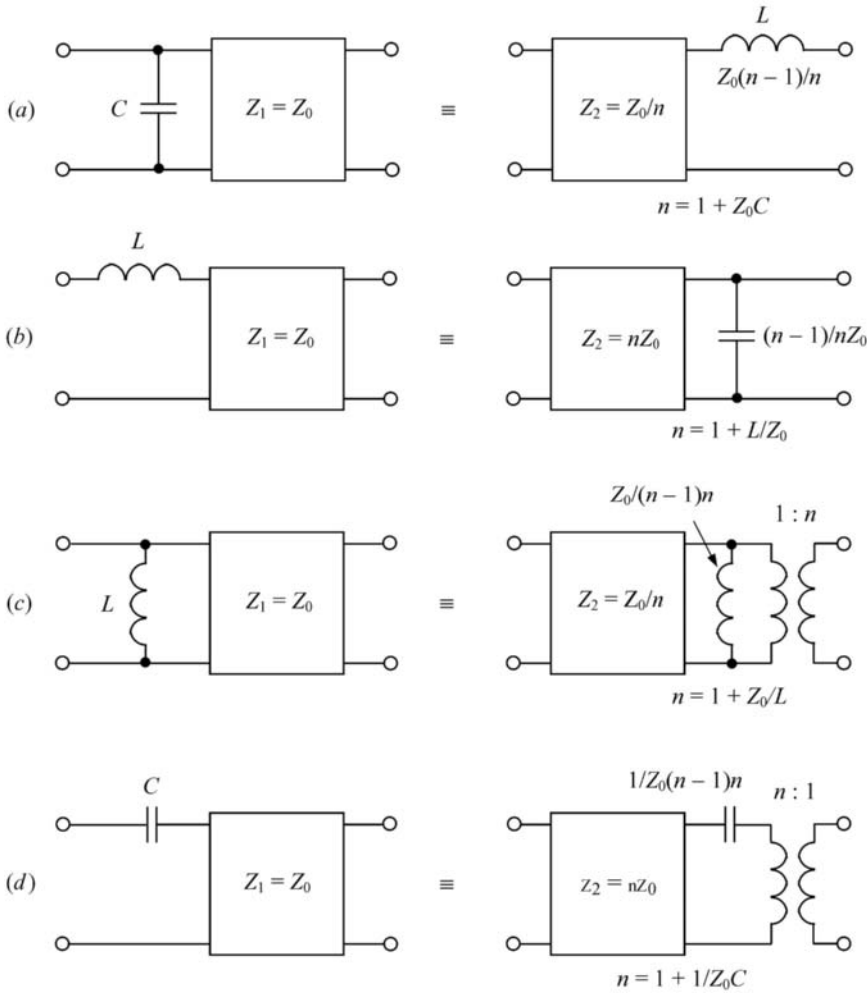 L
(a)
C
Z₁ = Z₀
≡
Z₂ = Z₀/n
Z₀(n – 1)/n
n = 1 + Z₀C
L
(b)
Z₁ = Z₀
≡
Z₂ = nZ₀
(n – 1)/nZ₀
n = 1 + L/Z₀
Z₀/(n – 1)n
1 : n
(c)
L
Z₁ = Z₀
≡
Z₂ = Z₀/n
n = 1 + Z₀/L
C
1/Z₀(n – 1)n
n : 1
(d)
Z₁ = Z₀
≡
z₂ = nz₀
n = 1 + 1/Z₀C